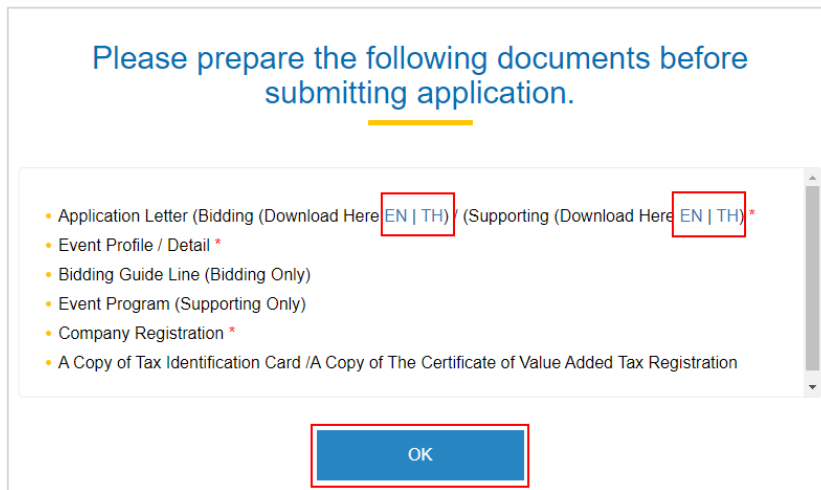 Please prepare the following documents before
submitting application.
• Application Letter (Bidding (Download Here EN | TH) / (Supporting (Download Here EN | TH) *
• Event Profile / Detail *
• Bidding Guide Line (Bidding Only)
• Event Program (Supporting Only)
• Company Registration *
• A Copy of Tax Identification Card /A Copy of The Certificate of Value Added Tax Registration
OK